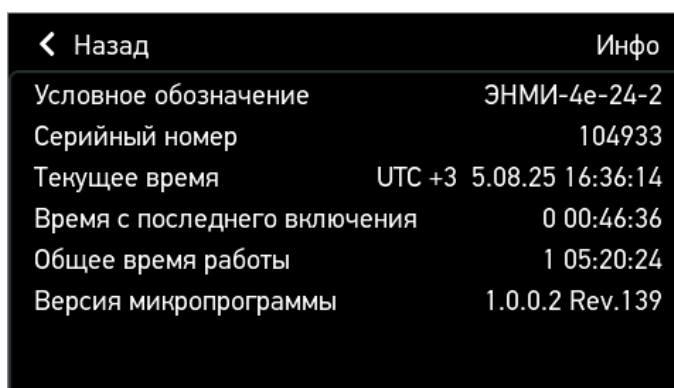 Назад Инфо
Условное обозначение ЭНМИ-4e-24-2
Серийный номер 104933
Текущее время UTC +3 5.08.25 16:36:14
Время с последнего включения 0 00:46:36
Общее время работы 1 05:20:24
Версия микропрограммы 1.0.0.2 Rev.139